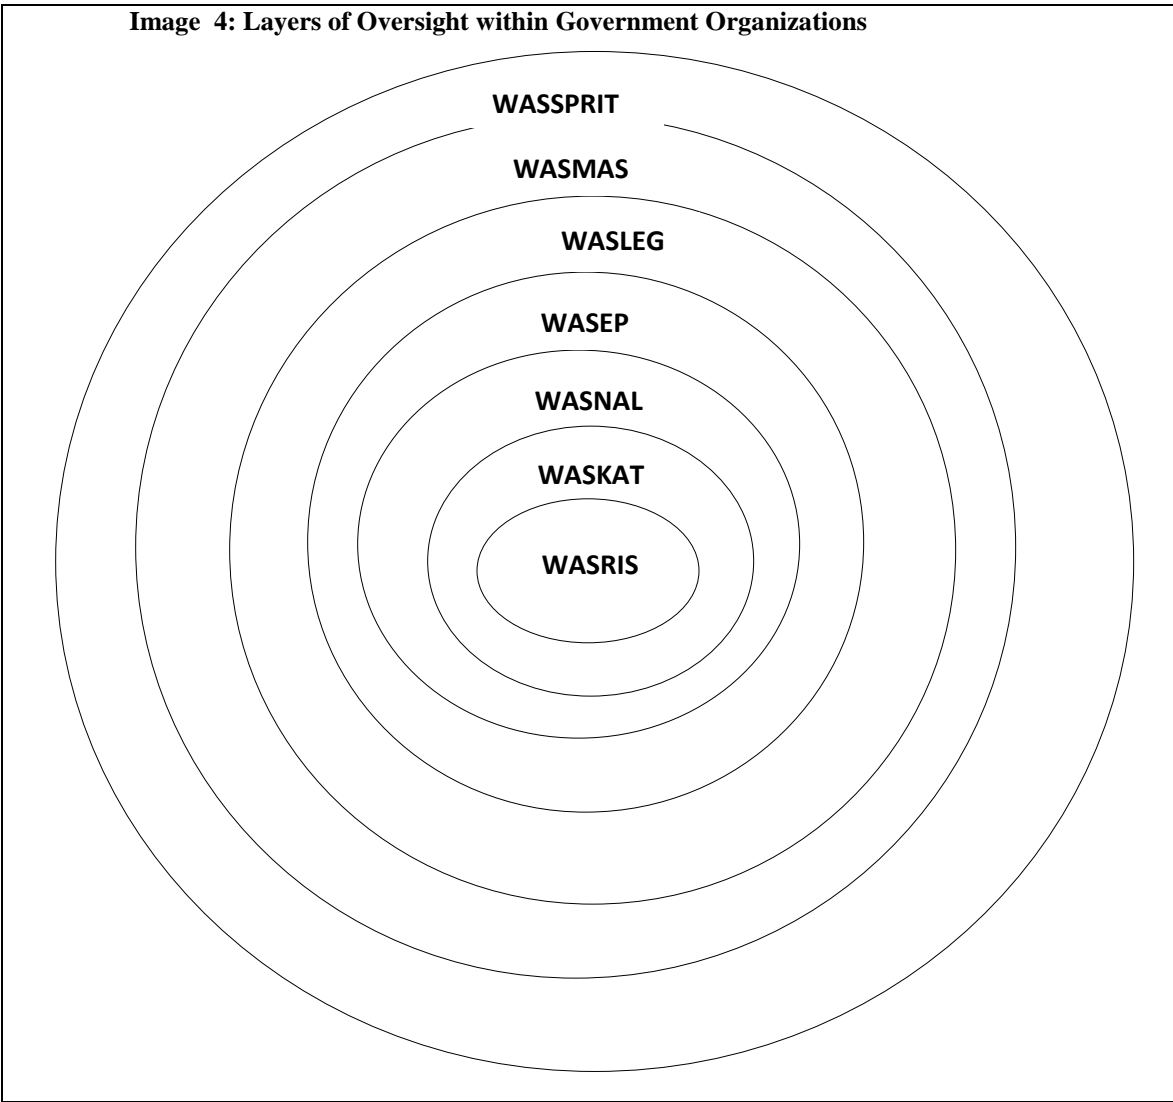 Image 4: Layers of Oversight within Government Organizations
WASSPRIT
WASMAS
WASLEG
WASEP
WASNAL
WASKAT
WASRIS